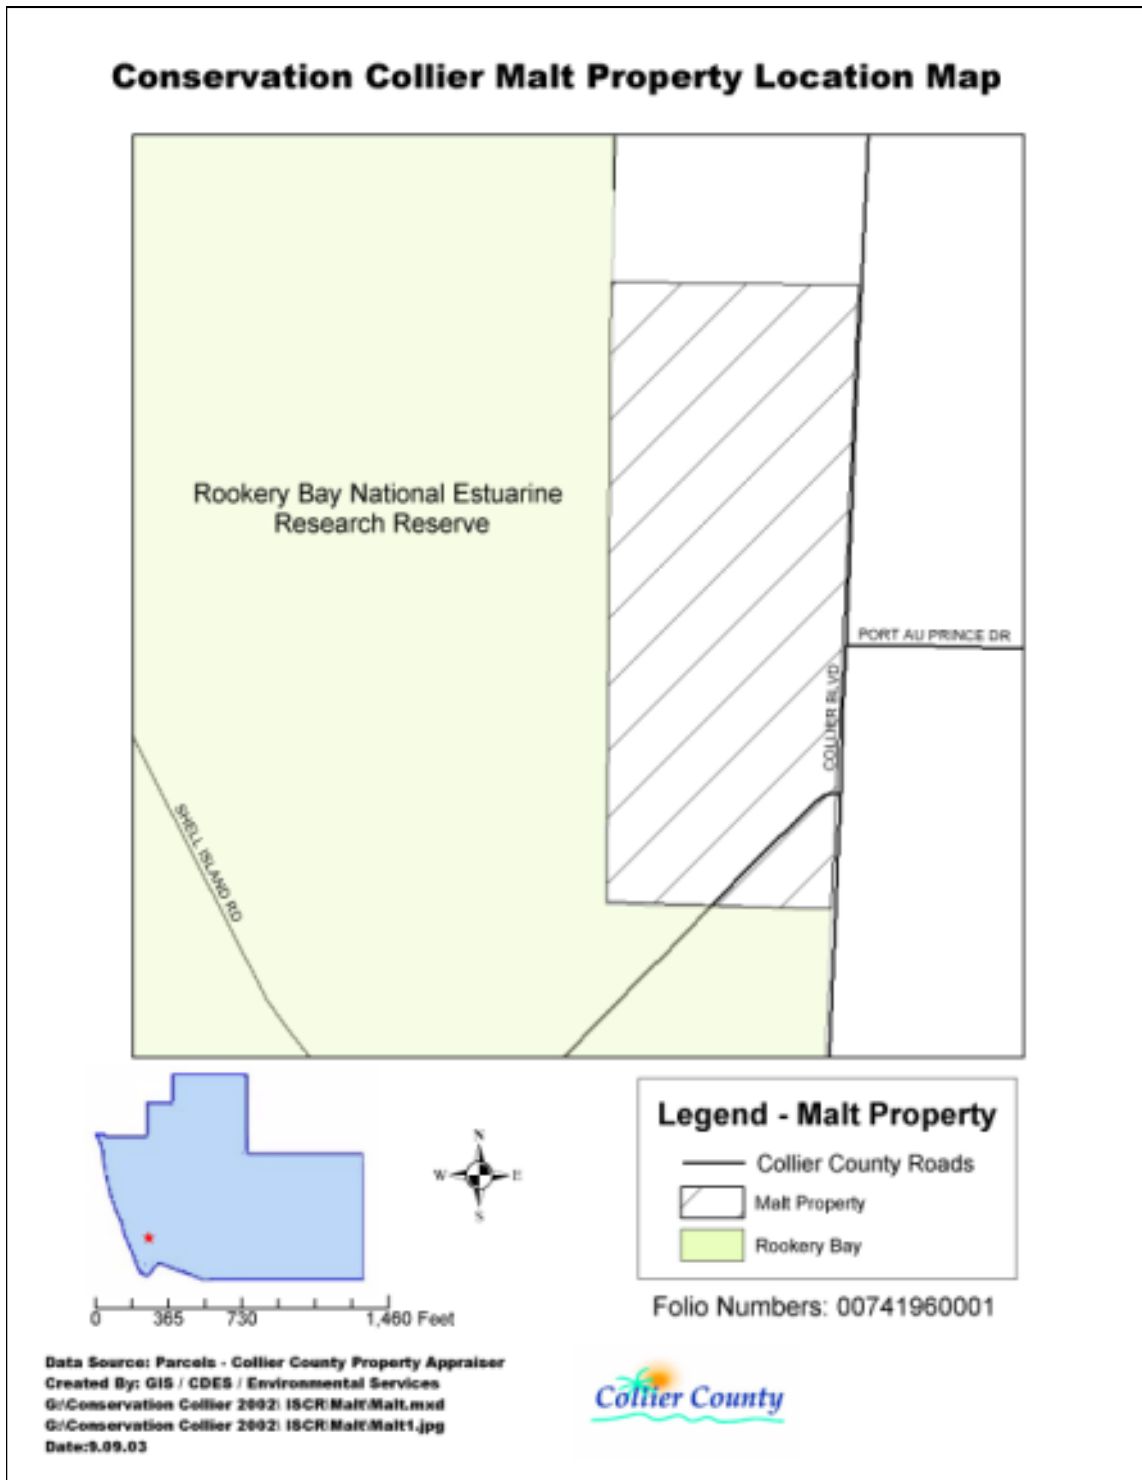 Conservation Collier Malt Property Location Map
Rookery Bay National Estuarine
Research Reserve
PORT AU PRINCE DR
COLLIER BLVD
SHELL ISLAND RD
N
W E
S
Legend - Malt Property
Collier County Roads
Malt Property
Rookery Bay
0 365 730 1,460 Feet
Folio Numbers: 00741960001
Data Source: Parcels - Collier County Property Appraiser
Created By: GIS / CDES / Environmental Services
G:\Conservation Collier 2002\ ISCR\Malt\Malt.mxd
G:\Conservation Collier 2002\ ISCR\Malt\Malt1.jpg
Date:9.09.03
Collier County